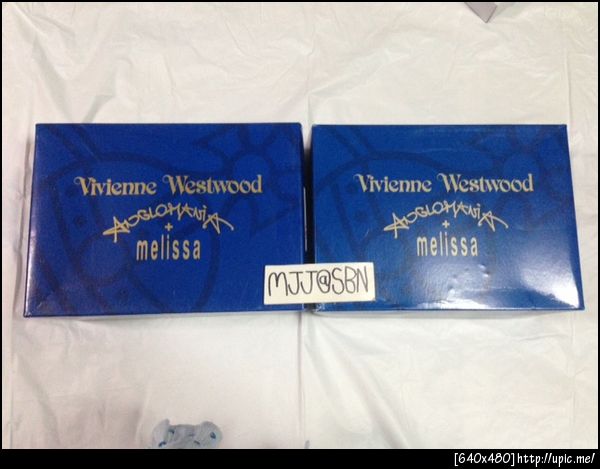 Vivienne Westwood
ANGLOMANIA
+
melissa
Vivienne Westwood
ANGLOMANIA
+
melissa
MJJ@SBN
[640x480]http://upic.me/